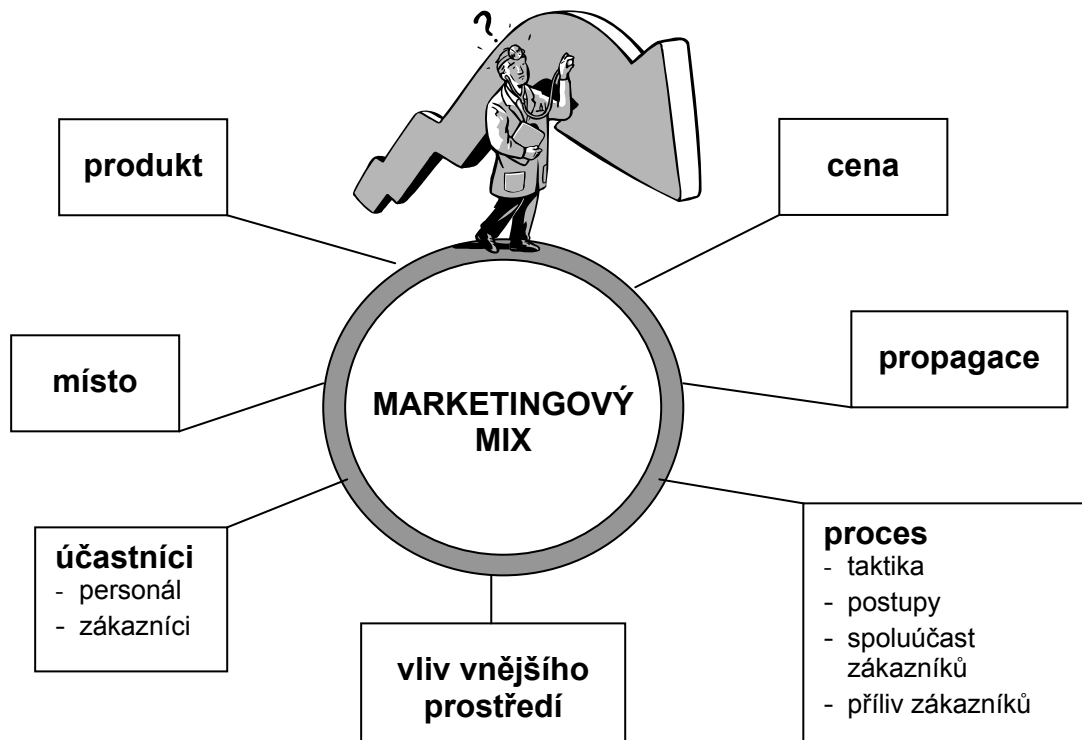 ?
produkt
cena
místo
propagace
MARKETINGOVÝ
MIX
účastníci
- personál
- zákazníci
vliv vnějšího
prostředí
proces
- taktika
- postupy
- spoluúčast
zákazníků
- příliv zákazníků